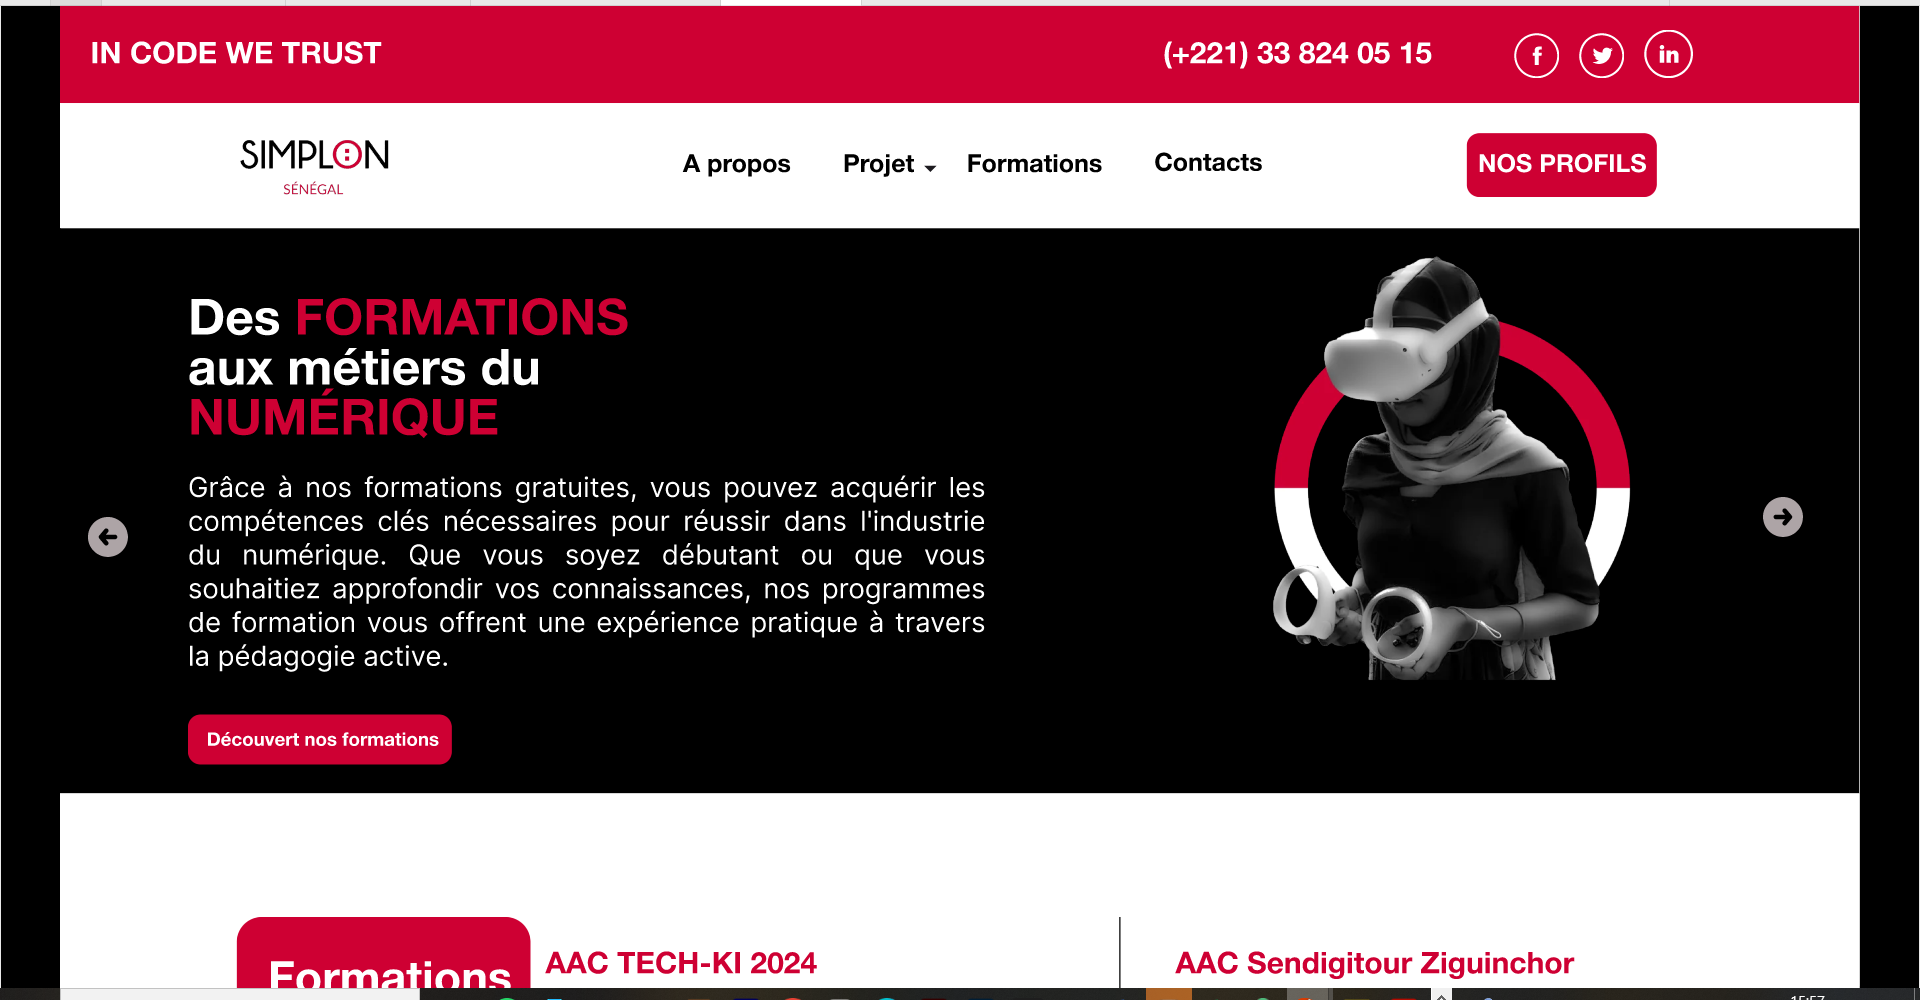 IN CODE WE TRUST
(+221) 33 824 05 15
SIMPLON
SÉNÉGAL
A propos
Projet
Formations
Contacts
NOS PROFILS
Des FORMATIONS
aux métiers du
NUMÉRIQUE
Grâce à nos formations gratuites, vous pouvez acquérir les
compétences clés nécessaires pour réussir dans l'industrie
du numérique. Que vous soyez débutant ou que vous
souhaitiez approfondir vos connaissances, nos programmes
de formation vous offrent une expérience pratique à travers
la pédagogie active.
Découvert nos formations
Formations
AAC TECH-KI 2024
AAC Sendigitour Ziguinchor